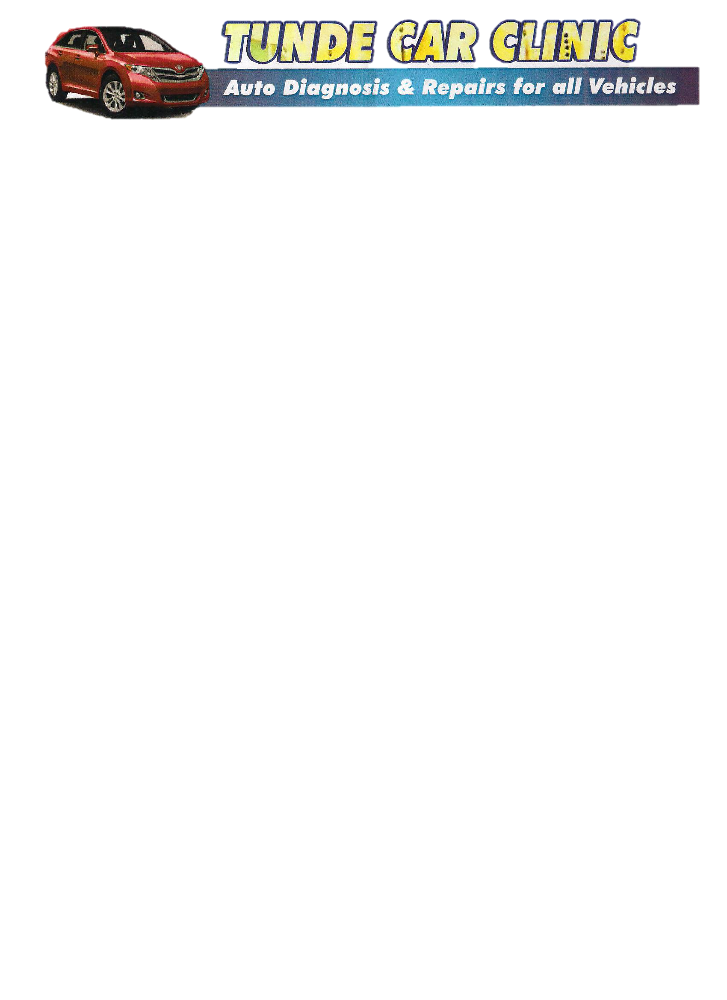 TUNDE CAR CLINIC
Auto Diagnosis & Repairs for all Vehicles